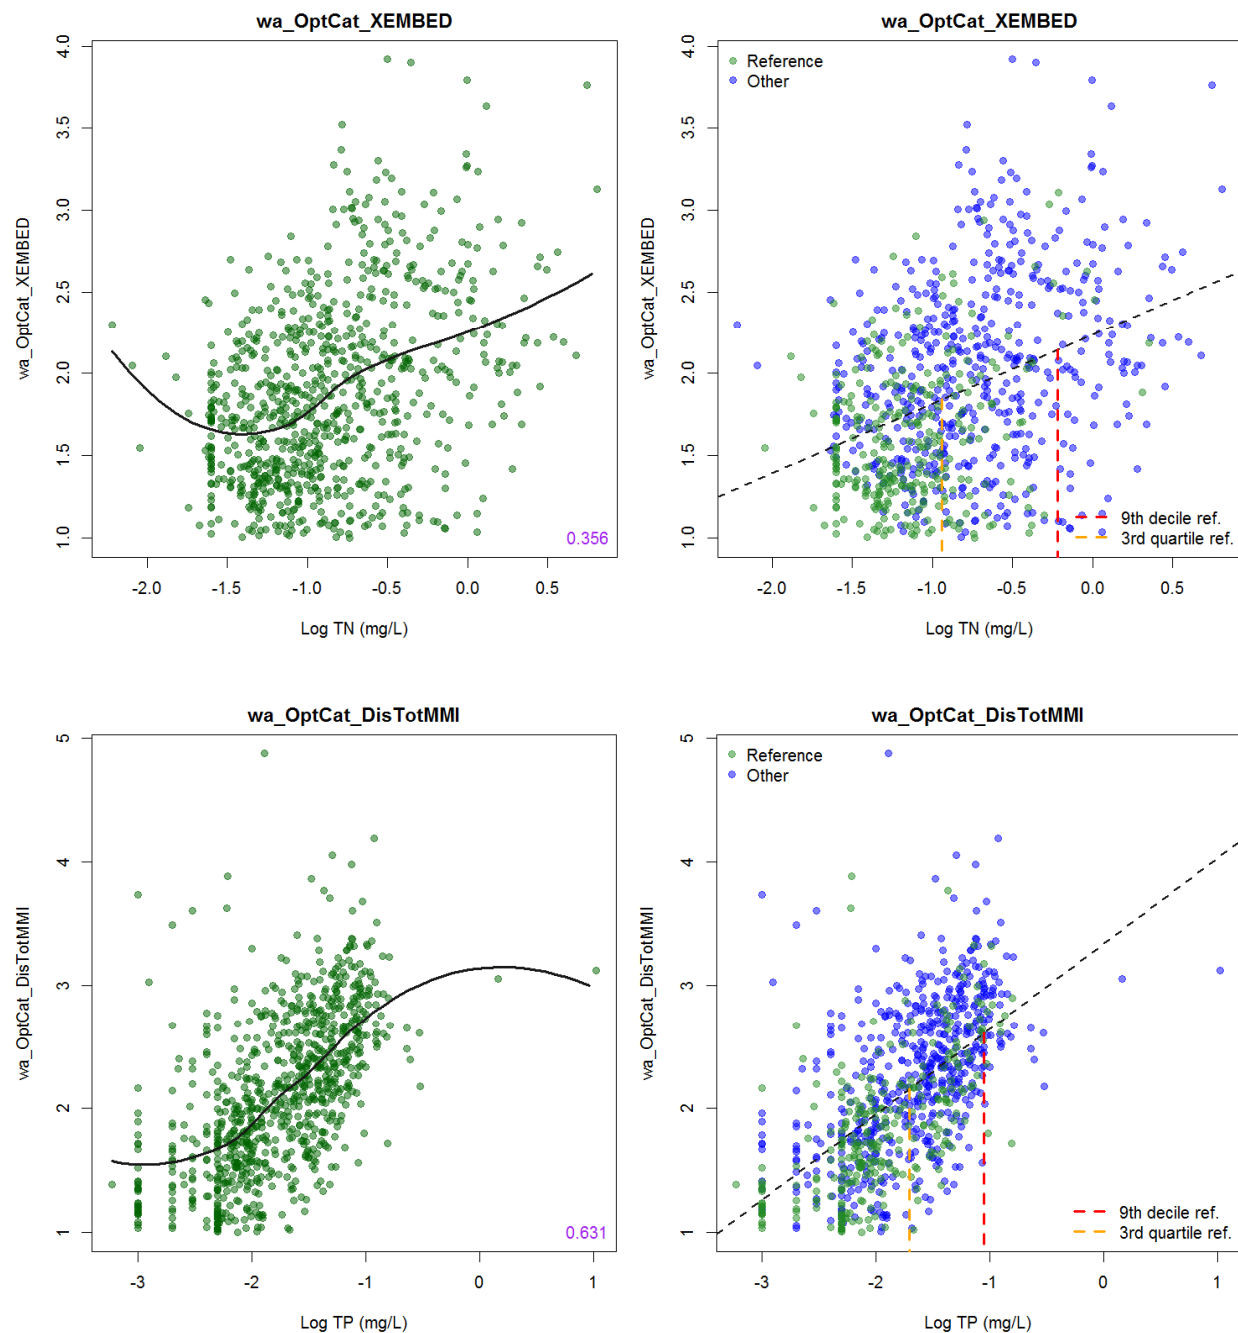 wa_OptCat_XEMBED
wa_OptCat_XEMBED
4.0
3.5
3.0
2.5
2.0
1.5
1.0
wa_OptCat_XEMBED
0.356
-2.0 -1.5 -1.0 -0.5 0.0 0.5
Log TN (mg/L)
wa_OptCat_XEMBED
4.0
3.5
3.0
2.5
2.0
1.5
1.0
Reference
Other
9th decile ref.
3rd quartile ref.
-2.0 -1.5 -1.0 -0.5 0.0 0.5
Log TN (mg/L)
wa_OptCat_DisTotMMI
wa_OptCat_DisTotMMI
5
4
3
2
1
wa_OptCat_DisTotMMI
0.631
-3 -2 -1 0 1
Log TP (mg/L)
wa_OptCat_DisTotMMI
5
4
3
2
1
Reference
Other
9th decile ref.
3rd quartile ref.
-3 -2 -1 0 1
Log TP (mg/L)